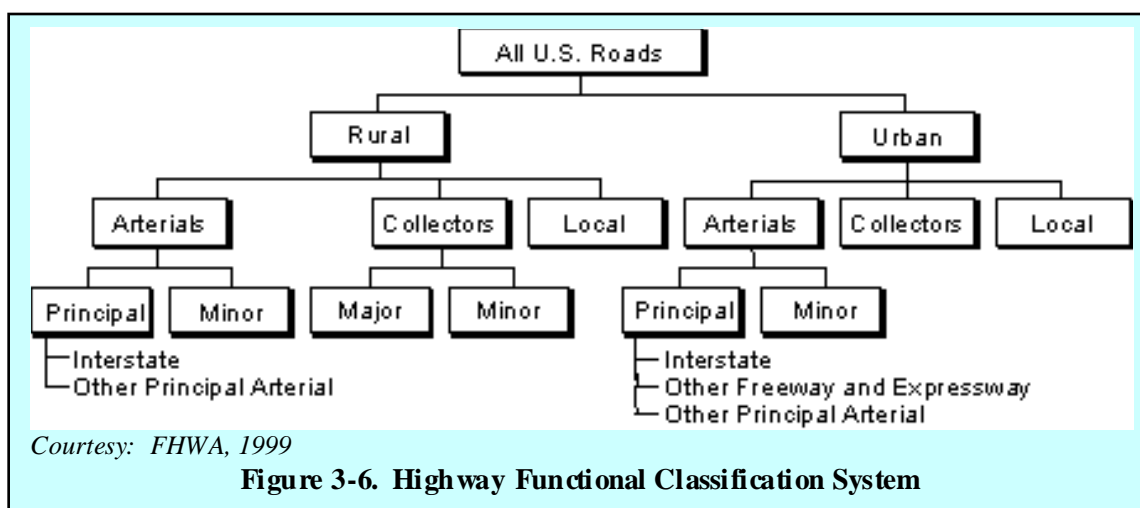 All U.S. Roads
Rural Urban
Arterials Collectors Local Arterials Collectors Local
Principal Minor Major Minor Principal Minor
Interstate Interstate
Other Principal Arterial Other Freeway and Expressway
Other Principal Arterial
Courtesy: FHWA, 1999
Figure 3-6. Highway Functional Classification System